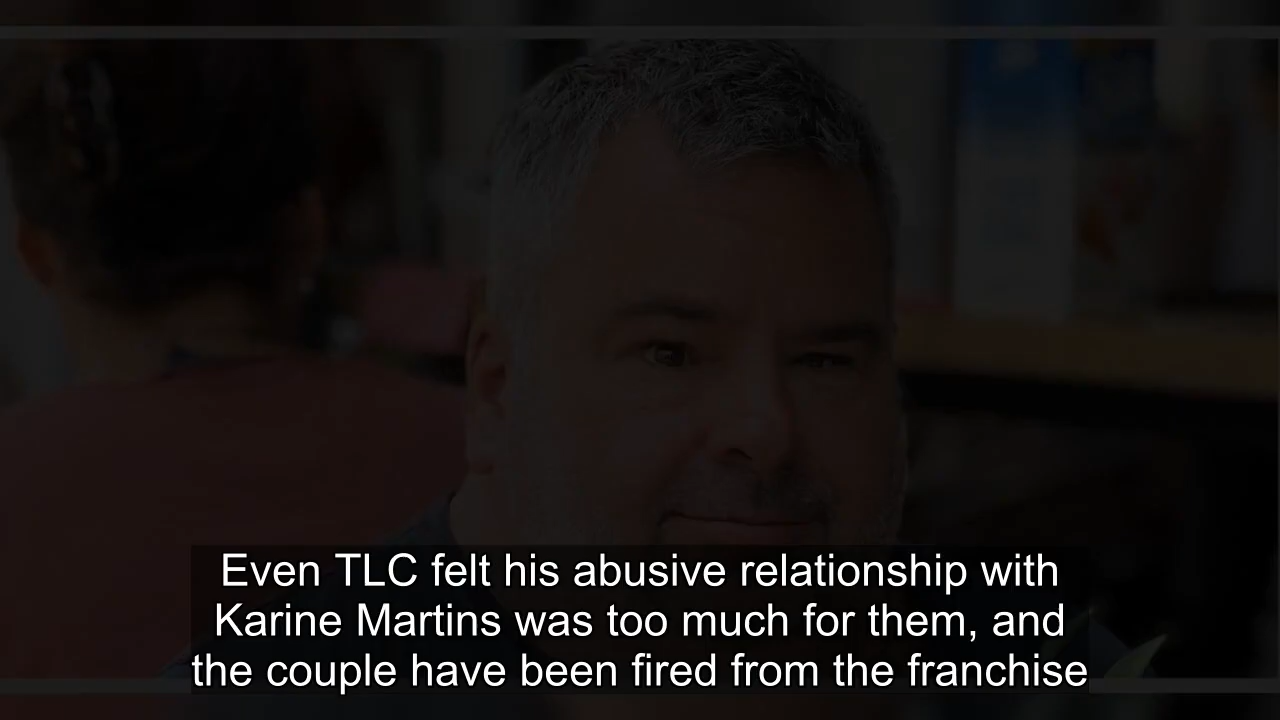 Even TLC felt his abusive relationship with
Karine Martins was too much for them, and
the couple have been fired from the franchise